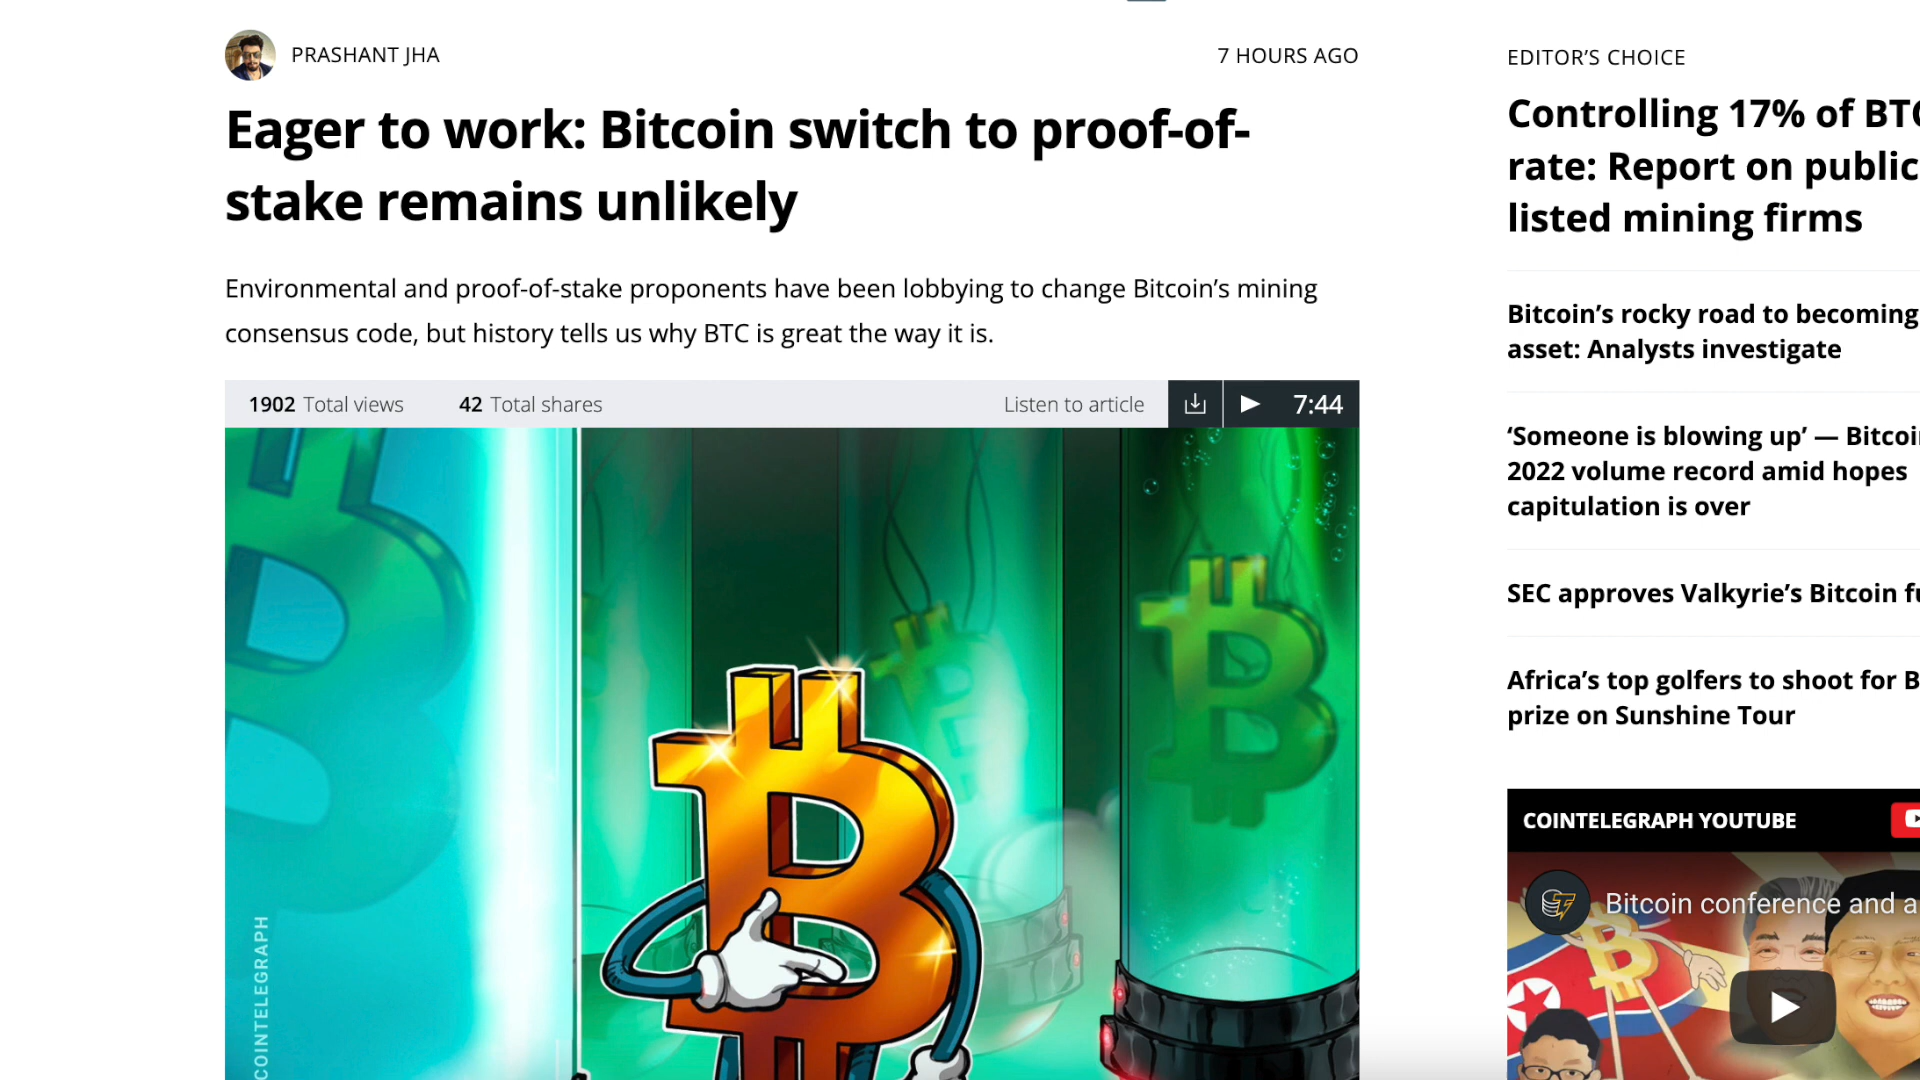 PRASHANT JHA
7 HOURS AGO
Eager to work: Bitcoin switch to proof-of-
stake remains unlikely
Environmental and proof-of-stake proponents have been lobbying to change Bitcoin’s mining
consensus code, but history tells us why BTC is great the way it is.
1902 Total views 42 Total shares Listen to article 7:44
COINTELEGRAPH
EDITOR’S CHOICE
Controlling 17% of BTC
rate: Report on public
listed mining firms
Bitcoin’s rocky road to becoming
asset: Analysts investigate
‘Someone is blowing up’ — Bitcoi
2022 volume record amid hopes
capitulation is over
SEC approves Valkyrie’s Bitcoin fu
Africa’s top golfers to shoot for B
prize on Sunshine Tour
COINTELEGRAPH YOUTUBE
Bitcoin conference and a